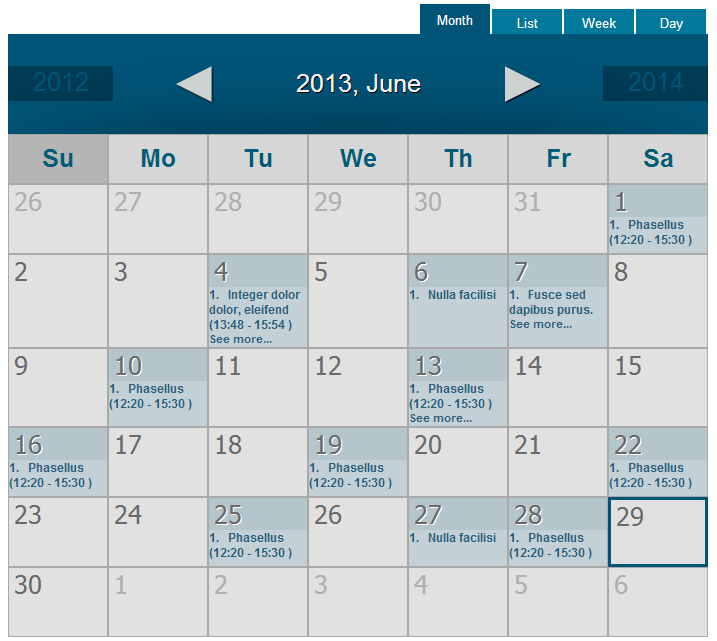 Month List Week Day
2012 2013, June 2014
Su Mo Tu We Th Fr Sa
26 27 28 29 30 31 1
1. Phasellus
(12:20 - 15:30 )
2 3 4 5 6 7 8
1. Integer dolor 1. Nulla facilisi 1. Fusce sed
dolor, eleifend dapibus purus.
(13:48 - 15:54 ) See more...
See more...
9 10 11 12 13 14 15
1. Phasellus 1. Phasellus
(12:20 - 15:30 ) (12:20 - 15:30 )
See more...
16 17 18 19 20 21 22
1. Phasellus 1. Phasellus 1. Phasellus
(12:20 - 15:30 ) (12:20 - 15:30 ) (12:20 - 15:30 )
23 24 25 26 27 28 29
1. Phasellus 1. Nulla facilisi 1. Phasellus
(12:20 - 15:30 ) (12:20 - 15:30 )
30 1 2 3 4 5 6